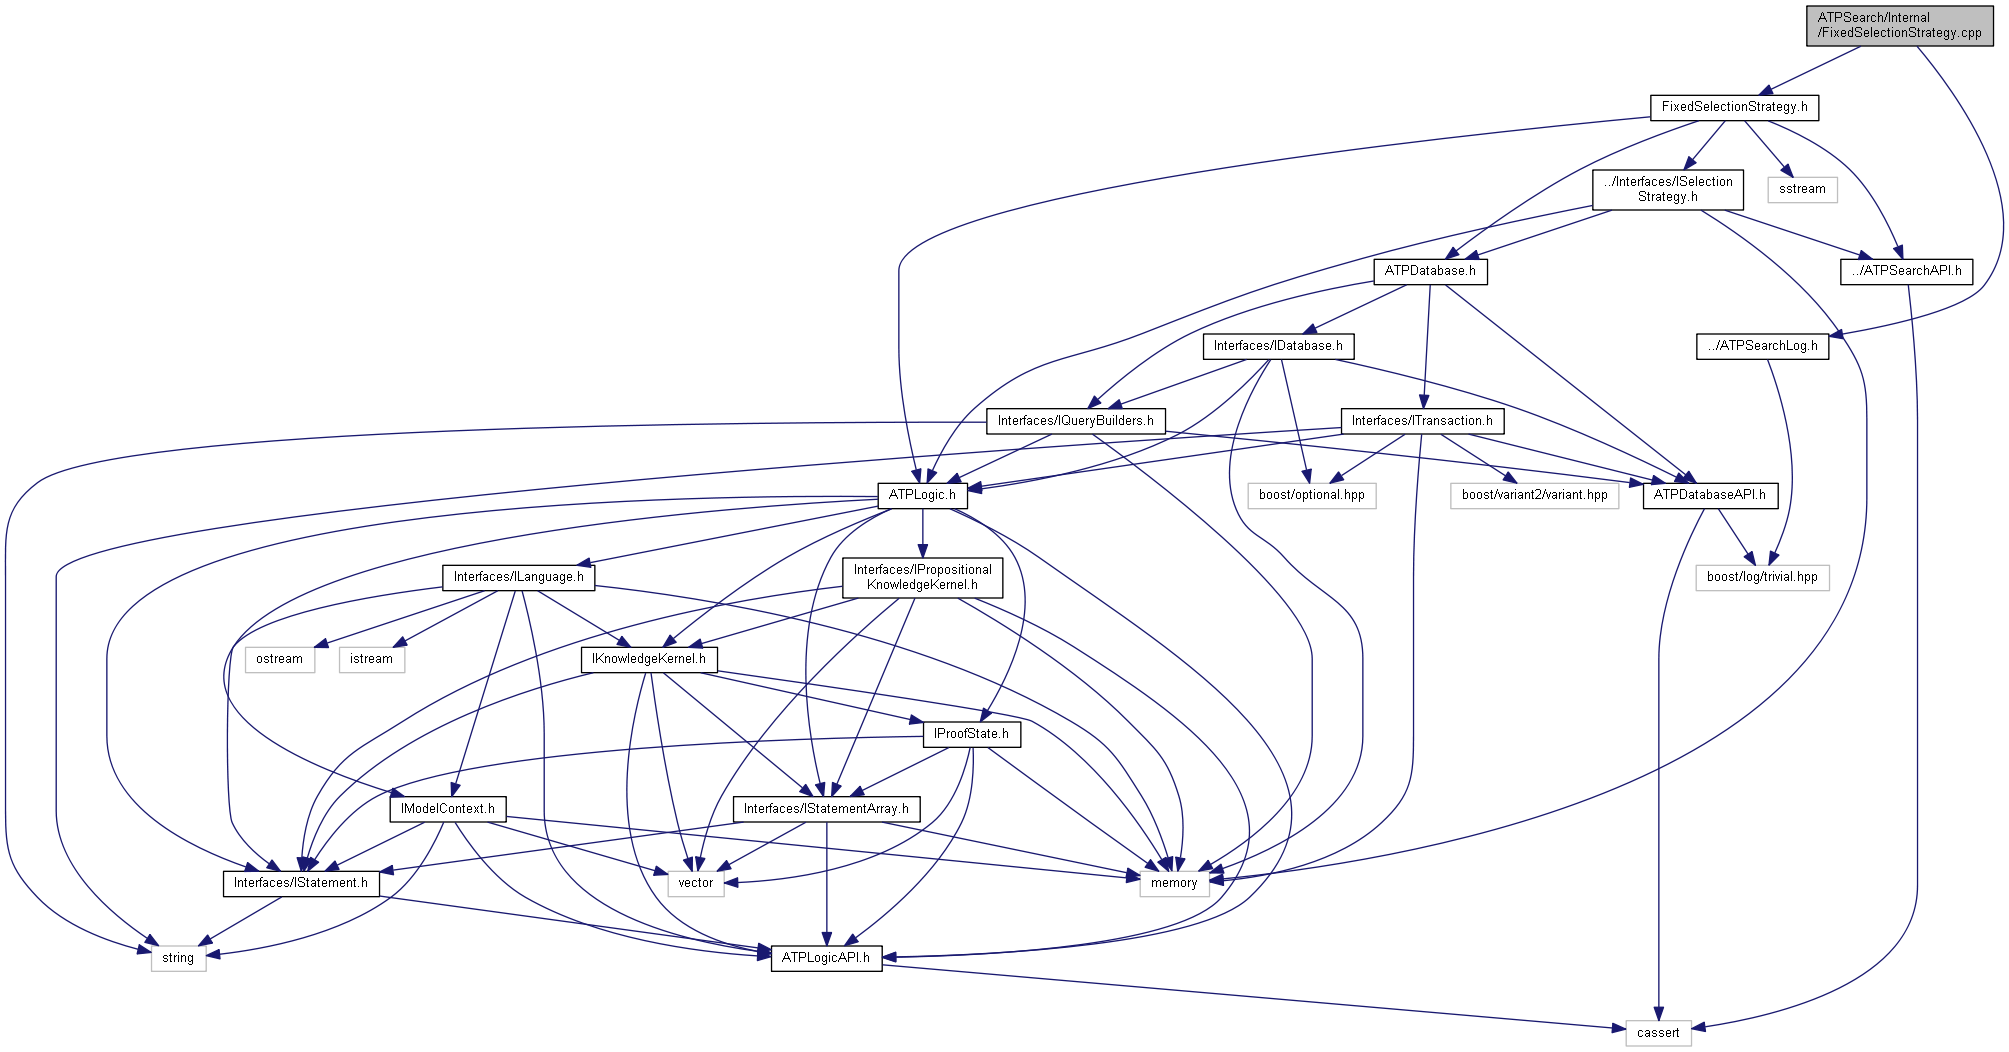 ATPSearch/Internal
/FixedSelectionStrategy.cpp
FixedSelectionStrategy.h
../Interfaces/ISelection
Strategy.h
sstream
ATPDatabase.h
../ATPSearchAPI.h
Interfaces/IDatabase.h
../ATPSearchLog.h
Interfaces/IQueryBuilders.h
Interfaces/ITransaction.h
ATPLogic.h
boost/optional.hpp
boost/variant2/variant.hpp
ATPDatabaseAPI.h
Interfaces/ILanguage.h
Interfaces/IPropositional
KnowledgeKernel.h
boost/log/trivial.hpp
ostream
istream
IKnowledgeKernel.h
IProofState.h
IModelContext.h
Interfaces/IStatementArray.h
Interfaces/IStatement.h
vector
memory
string
ATPLogicAPI.h
cassert